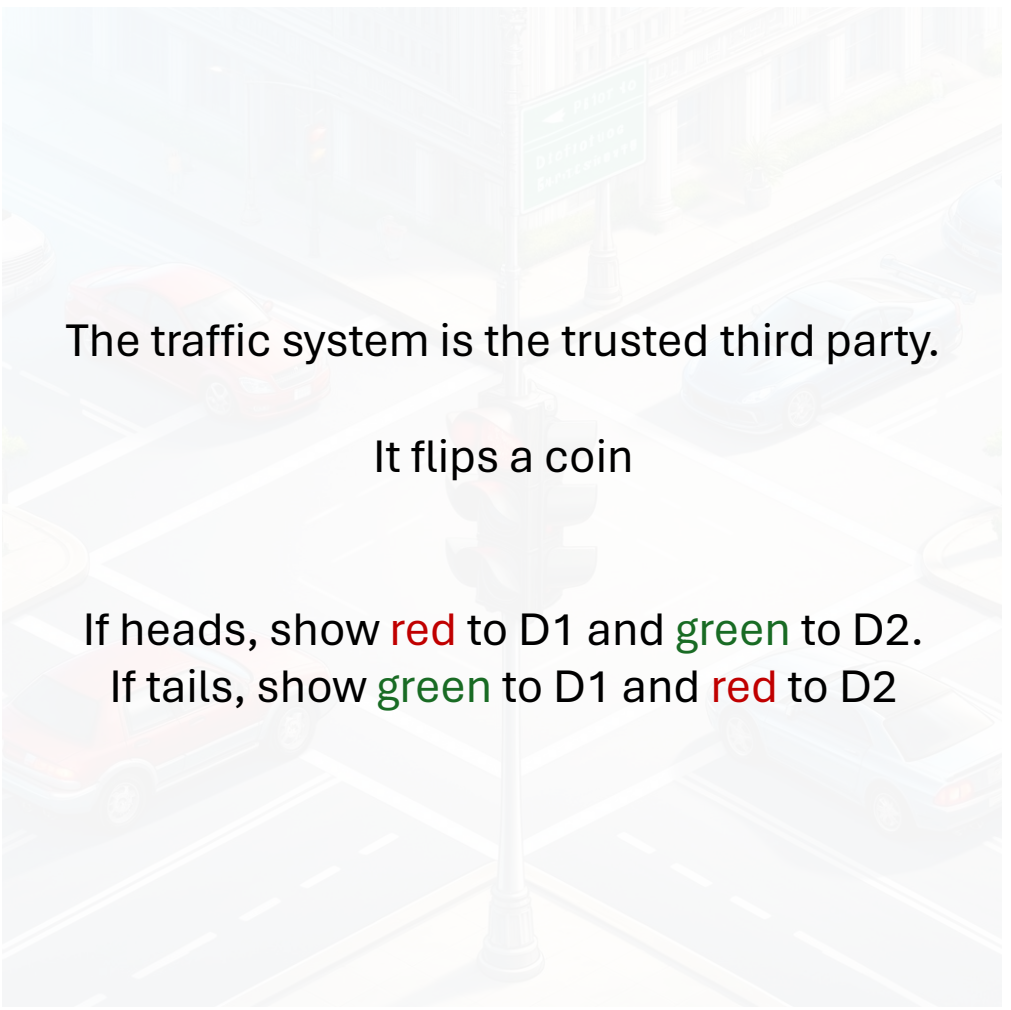 The traffic system is the trusted third party.
It flips a coin
If heads, show red to D1 and green to D2.
If tails, show green to D1 and red to D2